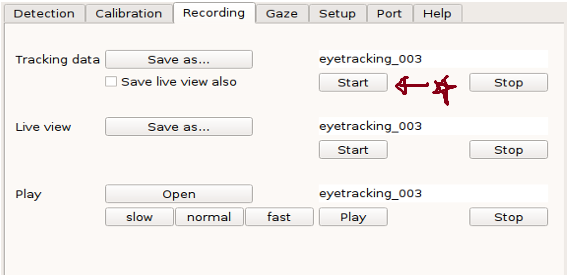 Detection Calibration Recording Gaze Setup Port Help
Tracking data Save as... eyetracking_003
Save live view also Start Stop
Live view Save as... eyetracking_003
Start Stop
Play Open eyetracking_003
slow normal fast Play Stop